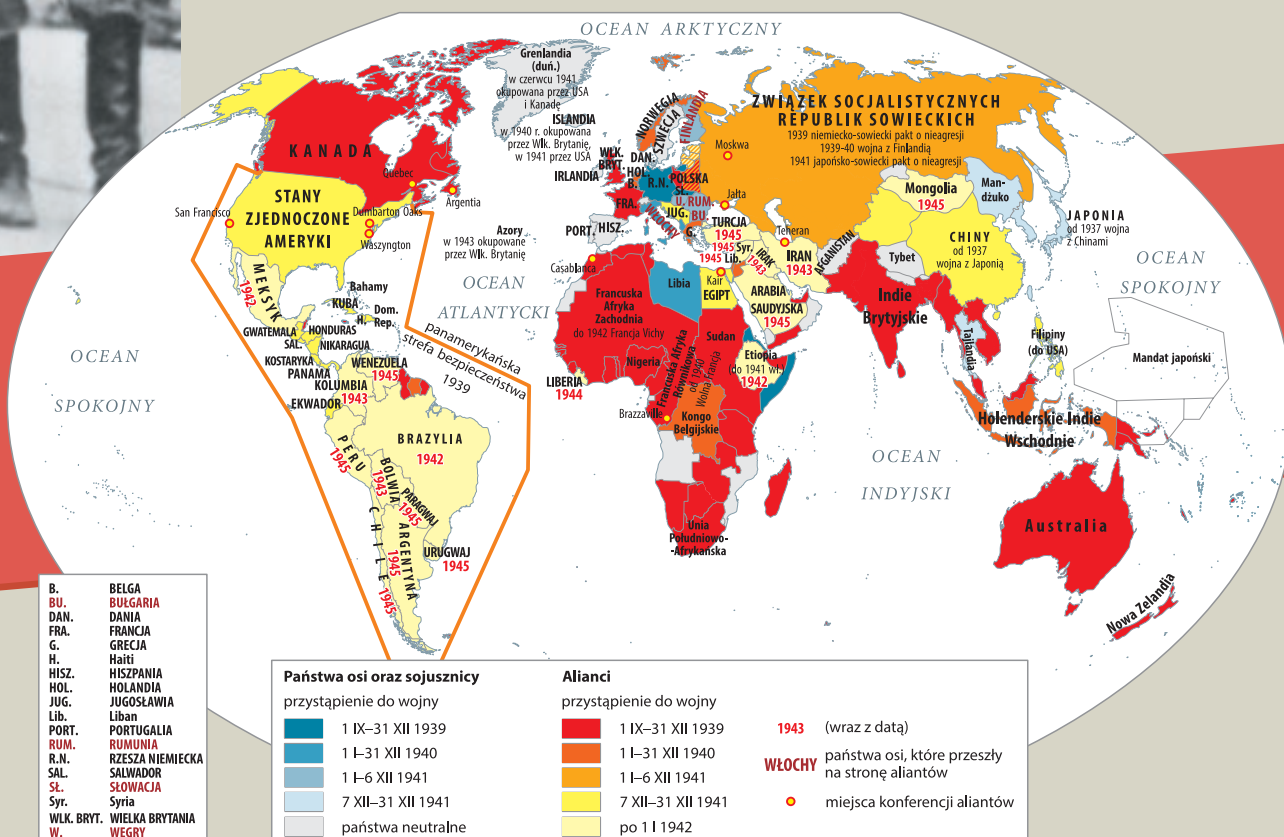 OCEAN ARKTYCZNY
Grenlandia
(duń.)
w czerwcu 1941
okupowana przez USA
i Kanadę
ISLANDIA
w 1940 r. okupowana
przez Wlk. Brytanię,
w 1941 przez USA
NORWEGIA
SZWECJA
FINLANDIA
ZWIĄZEK SOCJALISTYCZNYCH
REPUBLIK SOWIECKICH
1939 niemiecko-sowiecki pakt o nieagresji
1939-40 wojna z Finlandią
1941 japońsko-sowiecki pakt o nieagresji
Moskwa
KANADA
Quebec
Argentia
STANY
ZJEDNOCZONE
AMERYKI
San Francisco
Dumbarton Oaks
Waszyngton
WLK.
BRYT.
IRLANDIA
DAN.
HOL.
B.
R.N.
POLSKA
SŁ.
U.
RUM.
BU.
FRA.
JUG.
WŁOCHY
G.
PORT.
HISZ.
Jałta
TURCJA
1945
1945
Syr.
1945
Lib.
IRAK
1943
Teheran
IRAN
1943
AFGANISTAN
Mongolia
1945
Man-
dżuko
JAPONIA
od 1937 wojna
z Chinami
CHINY
od 1937
wojna z Japonią
Tybet
Azory
w 1943 okupowane
przez Wlk. Brytanię
OCEAN
ATLANTYCKI
Casablanca
Francuska
Afryka
Zachodnia
do 1942 Francja Vichy
Libia
Kair
EGIPT
ARABIA
SAUDYJSKA
1945
Indie
Brytyjskie
Tajlandia
Filipiny
(do USA)
OCEAN
SPOKOJNY
Mandat japoński
MEKSYK
1942
Bahamy
KUBA
H.
Dom.
Rep.
GWATEMALA
HONDURAS
SAL.
NIKARAGUA
KOSTARYKA
PANAMA
WENEZUELA
1945
KOLUMBIA
1943
EKWADOR
panamerykańska
strefa bezpieczeństwa
1939
LIBERIA
1944
Nigeria
Francuska Afryka
Równikowa
od 1940
Wolna Francja
Sudan
Etiopia
(do 1941 wł.)
1942
Brazzaville
Kongo
Belgijskie
Holenderskie Indie
Wschodnie
OCEAN
SPOKOJNY
BRAZYLIA
1942
PERU
1945
BOLIWIA
1943
PARAGWAJ
1945
CHILE
1945
ARGENTYNA
1945
URUGWAJ
1945
OCEAN
INDYJSKI
Unia
Południowo-
-Afrykańska
Australia
Nowa Zelandia
B. BELGA
BU. BUŁGARIA
DAN. DANIA
FRA. FRANCJA
G. GRECJA
H. Haiti
HISZ. HISZPANIA
HOL. HOLANDIA
JUG. JUGOSŁAWIA
Lib. Liban
PORT. PORTUGALIA
RUM. RUMUNIA
R.N. RZESZA NIEMIECKA
SAL. SALWADOR
SŁ. SŁOWACJA
Syr. Syria
WLK. BRYT. WIELKA BRYTANIA
W. WĘGRY
Państwa osi oraz sojusznicy
przystąpienie do wojny
1 IX–31 XII 1939
1 I–31 XII 1940
1 I–6 XII 1941
7 XII–31 XII 1941
państwa neutralne
Alianci
przystąpienie do wojny
1 IX–31 XII 1939
1 I–31 XII 1940
1 I–6 XII 1941
7 XII–31 XII 1941
po 1 I 1942
1943 (wraz z datą)
WŁOCHY państwa osi, które przeszły
na stronę aliantów
miejsca konferencji aliantów